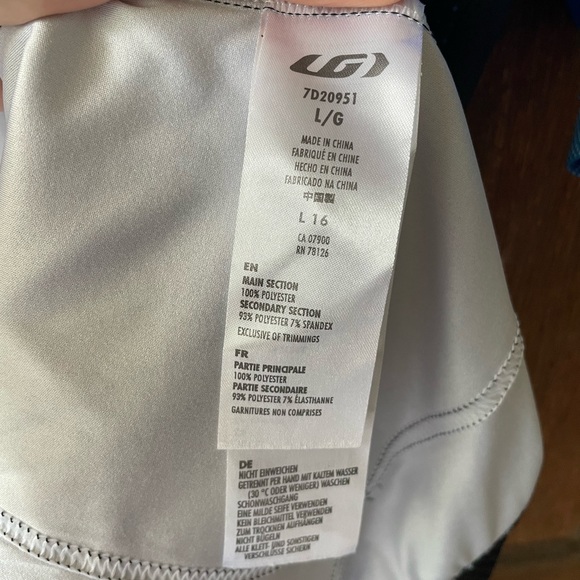 LG
7D20951
L/G
MADE IN CHINA
FABRIQUÉ EN CHINE
HECHO EN CHINA
FABRICADO NA CHINA
中国製
L 16
CA 07900
RN 78126
EN
MAIN SECTION
100% POLYESTER
SECONDARY SECTION
93% POLYESTER 7% SPANDEX
EXCLUSIVE OF TRIMMINGS
FR
PARTIE PRINCIPALE
100% POLYESTER
PARTIE SECONDAIRE
93% POLYESTER 7% ÉLASTHANNE
GARNITURES NON COMPRISES
DE
NICHT EINWEICHEN
GETRENNT PER HAND MIT KALTEM WASSER
(30 °C ODER WENIGER) WASCHEN
SCHONWASCHGANG
EINE MILDE SEIFE VERWENDEN
KEIN BLEICHMITTEL VERWENDEN
ZUM TROCKNEN AUFHÄNGEN
NICHT BÜGELN
ALLE KLETT- UND SONSTIGEN
VERSCHLÜSSE SICHERN